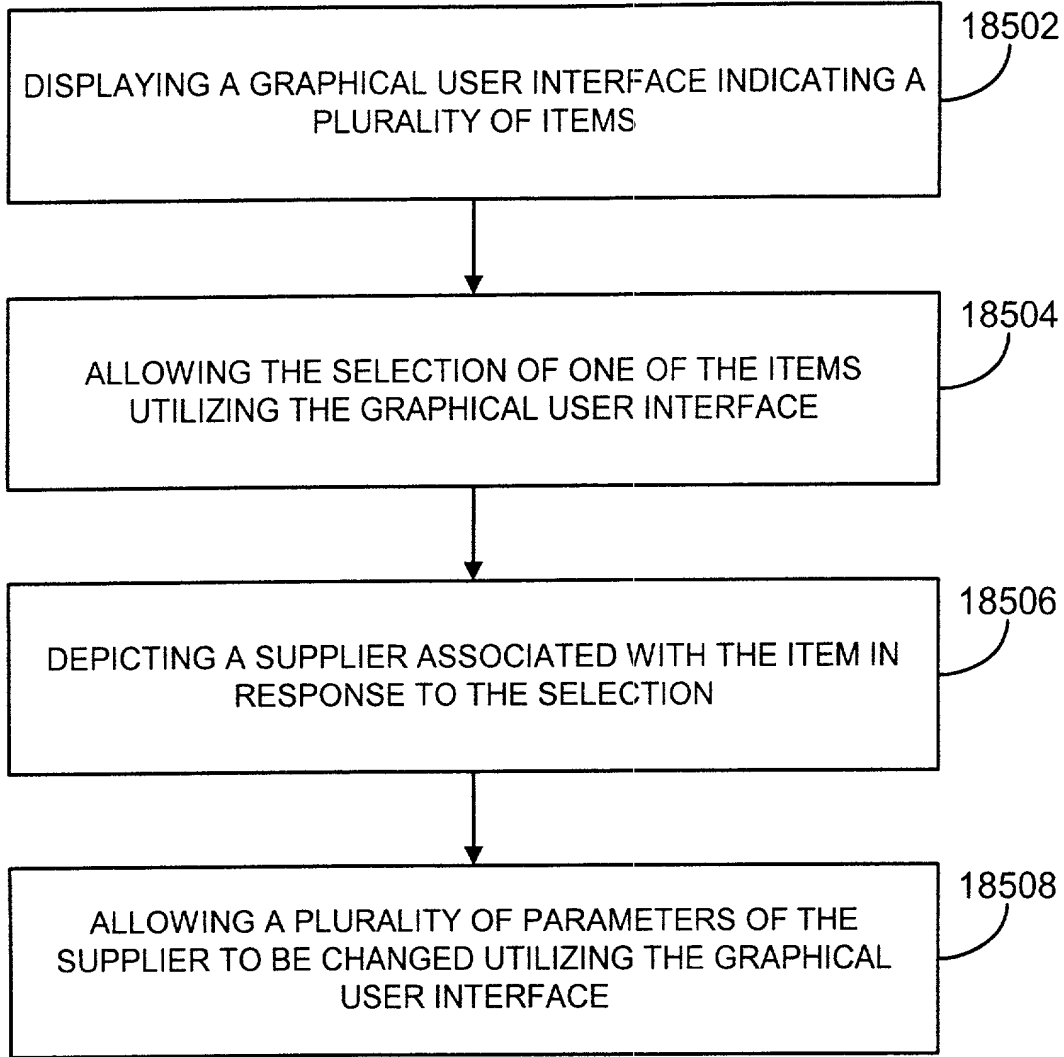 18502
DISPLAYING A GRAPHICAL USER INTERFACE INDICATING A
PLURALITY OF ITEMS
18504
ALLOWING THE SELECTION OF ONE OF THE ITEMS
UTILIZING THE GRAPHICAL USER INTERFACE
18506
DEPICTING A SUPPLIER ASSOCIATED WITH THE ITEM IN
RESPONSE TO THE SELECTION
18508
ALLOWING A PLURALITY OF PARAMETERS OF THE
SUPPLIER TO BE CHANGED UTILIZING THE GRAPHICAL
USER INTERFACE